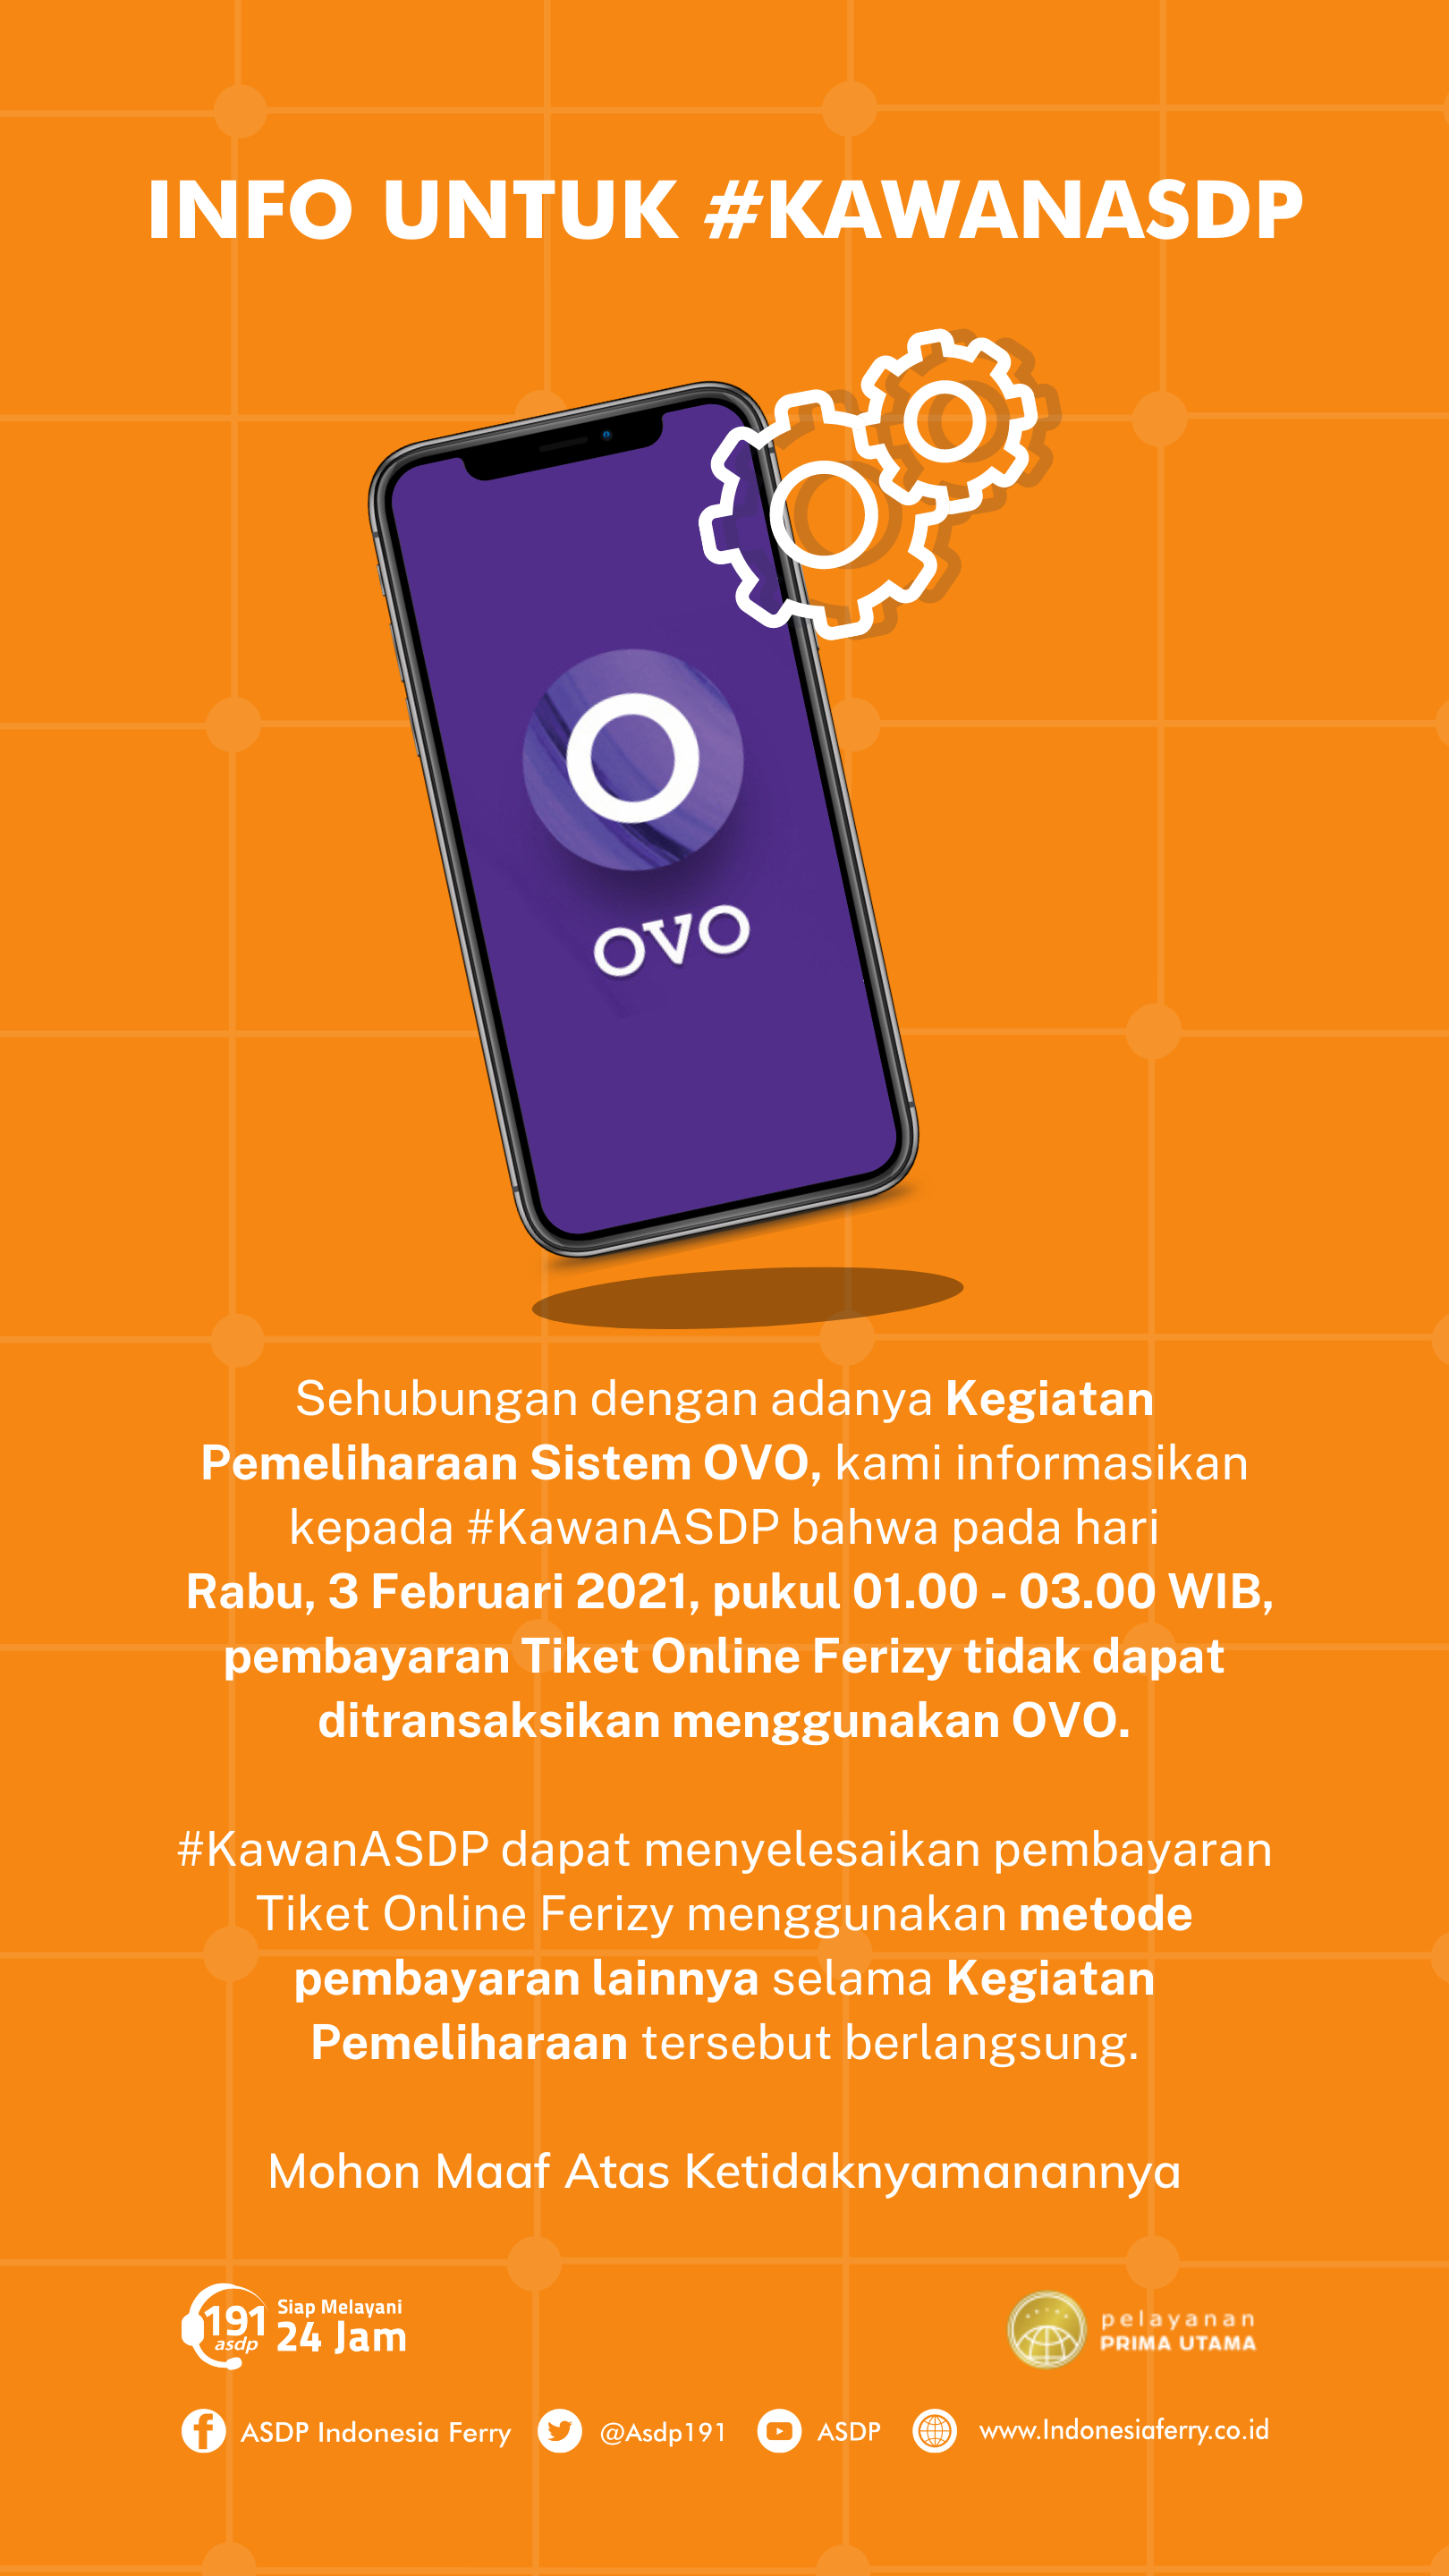 INFO UNTUK #KAWANASDP
O
OVO
Sehubungan dengan adanya Kegiatan
Pemeliharaan Sistem OVO, kami informasikan
kepada #KawanASDP bahwa pada hari
Rabu, 3 Februari 2021, pukul 01.00 - 03.00 WIB,
pembayaran Tiket Online Ferizy tidak dapat
ditransaksikan menggunakan OVO.
#KawanASDP dapat menyelesaikan pembayaran
Tiket Online Ferizy menggunakan metode
pembayaran lainnya selama Kegiatan
Pemeliharaan tersebut berlangsung.
Mohon Maaf Atas Ketidaknyamanannya
191
asdp
Siap Melayani
24 Jam
pelayanan
PRIMA UTAMA
ASDP Indonesia Ferry
@Asdp191
ASDP
www.Indonesiaferry.co.id